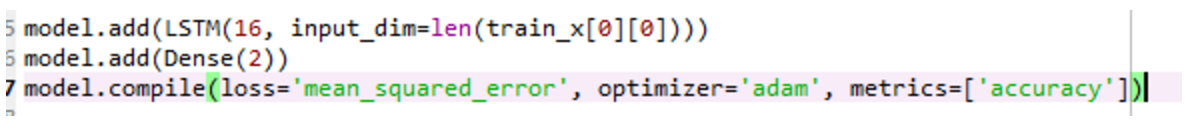 5 model.add(LSTM(16, input_dim=len(train_x[0][0])))
6 model.add(Dense(2))
7 model.compile(loss='mean_squared_error', optimizer='adam', metrics=['accuracy'])